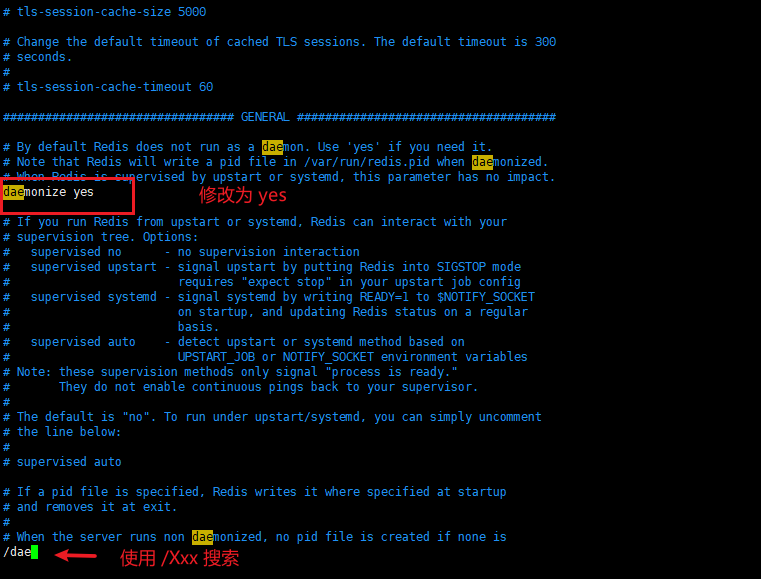 # tls-session-cache-size 5000
# Change the default timeout of cached TLS sessions. The default timeout is 300
# seconds.
#
# tls-session-cache-timeout 60
################################# GENERAL #####################################
# By default Redis does not run as a daemon. Use 'yes' if you need it.
# Note that Redis will write a pid file in /var/run/redis.pid when daemonized.
# When Redis is supervised by upstart or systemd, this parameter has no impact.
daemonize yes
修改为 yes
# If you run Redis from upstart or systemd, Redis can interact with your
# supervision tree. Options:
#   supervised no      - no supervision interaction
#   supervised upstart - signal upstart by putting Redis into SIGSTOP mode
#                        requires "expect stop" in your upstart job config
#   supervised systemd - signal systemd by writing READY=1 to $NOTIFY_SOCKET
#                        on startup, and updating Redis status on a regular
#                        basis.
#   supervised auto    - detect upstart or systemd method based on
#                        UPSTART_JOB or NOTIFY_SOCKET environment variables
# Note: these supervision methods only signal "process is ready."
#       They do not enable continuous pings back to your supervisor.
#
# The default is "no". To run under upstart/systemd, you can simply uncomment
# the line below:
#
# supervised auto
# If a pid file is specified, Redis writes it where specified at startup
# and removes it at exit.
#
# When the server runs non daemonized, no pid file is created if none is
/dae
使用 /Xxx 搜索